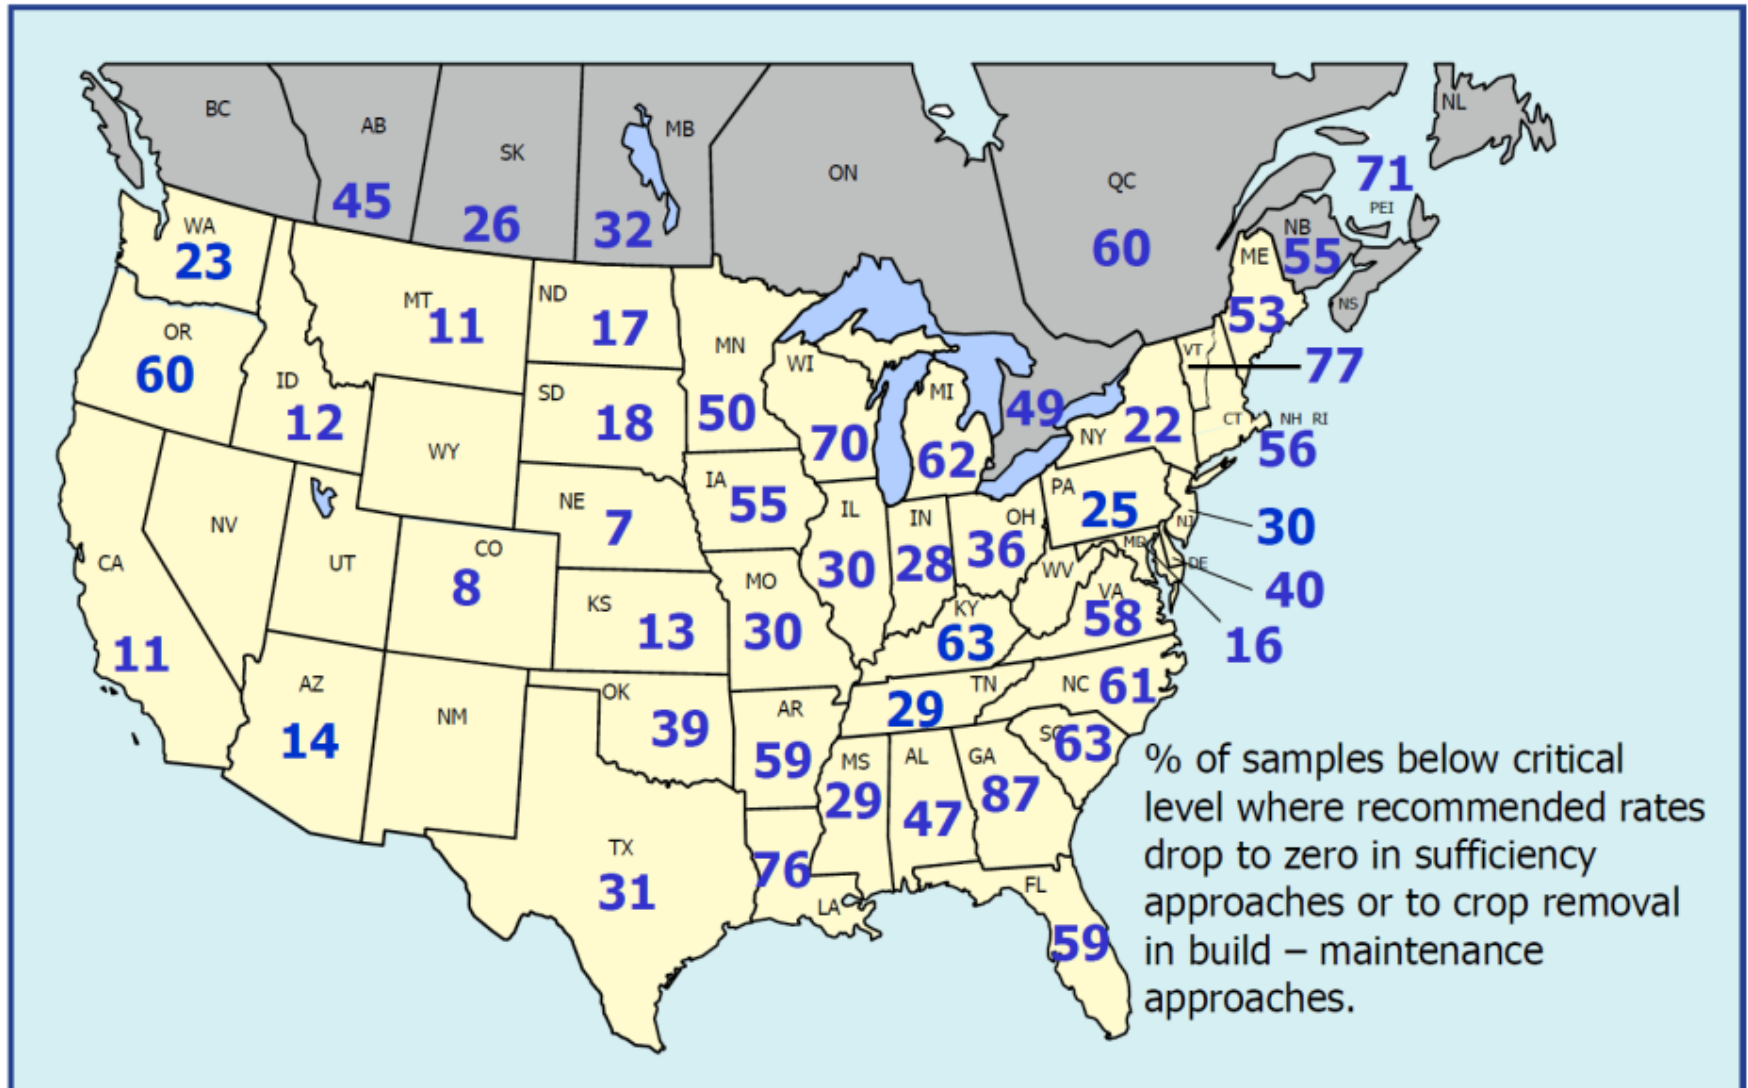 BC
AB
45
SK
26
MB
32
ON
QC
60
NL
71
PEI
NB
55
NS
WA
23
OR
60
ID
12
MT
11
ND
17
SD
18
MN
50
WI
70
MI
62
49
NY
22
VT
77
ME
53
CT
NH RI
56
WY
NE
7
IA
55
IL
30
IN
28
OH
36
PA
25
NJ
30
MD
DE
40
16
WV
VA
58
CA
11
NV
UT
CO
8
KS
13
MO
30
KY
63
AZ
14
NM
OK
39
AR
59
TN
29
NC
61
SC
63
MS
29
AL
47
GA
87
TX
31
76
LA
FL
59
% of samples below critical
level where recommended rates
drop to zero in sufficiency
approaches or to crop removal
in build – maintenance
approaches.